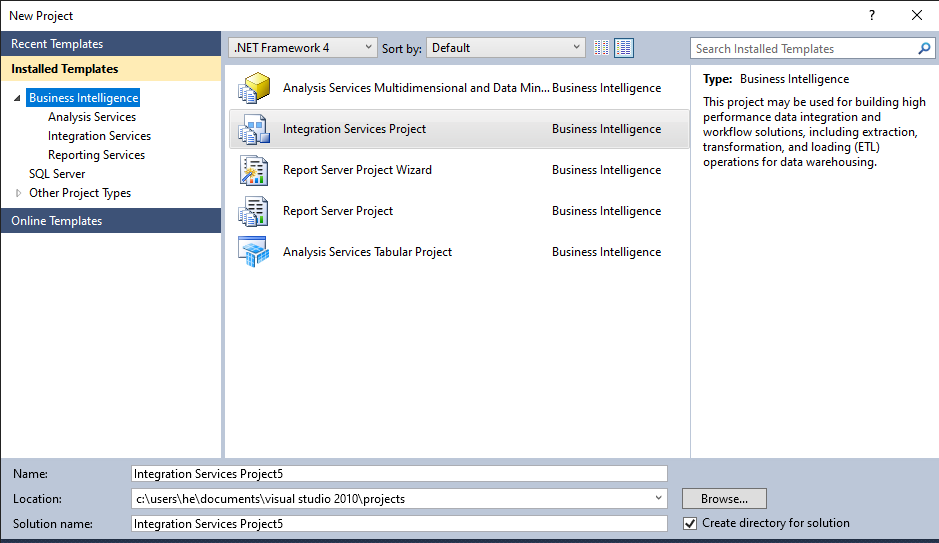 New Project
?
Recent Templates
.NET Framework 4
Sort by:
Default
Search Installed Templates
Installed Templates
Business Intelligence
Analysis Services
Integration Services
Reporting Services
SQL Server
Other Project Types
Online Templates
Analysis Services Multidimensional and Data Min... Business Intelligence
Integration Services Project Business Intelligence
Report Server Project Wizard Business Intelligence
Report Server Project Business Intelligence
Analysis Services Tabular Project Business Intelligence
Type: Business Intelligence
This project may be used for building high
performance data integration and
workflow solutions, including extraction,
transformation, and loading (ETL)
operations for data warehousing.
Name: Integration Services Project5
Location: c:\users\he\documents\visual studio 2010\projects Browse...
Solution name: Integration Services Project5 Create directory for solution